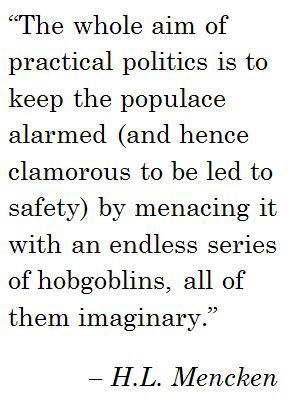 “The whole aim of
practical politics is to
keep the populace
alarmed (and hence
clamorous to be led to
safety) by menacing it
with an endless series
of hobgoblins, all of
them imaginary.”
– H.L. Mencken